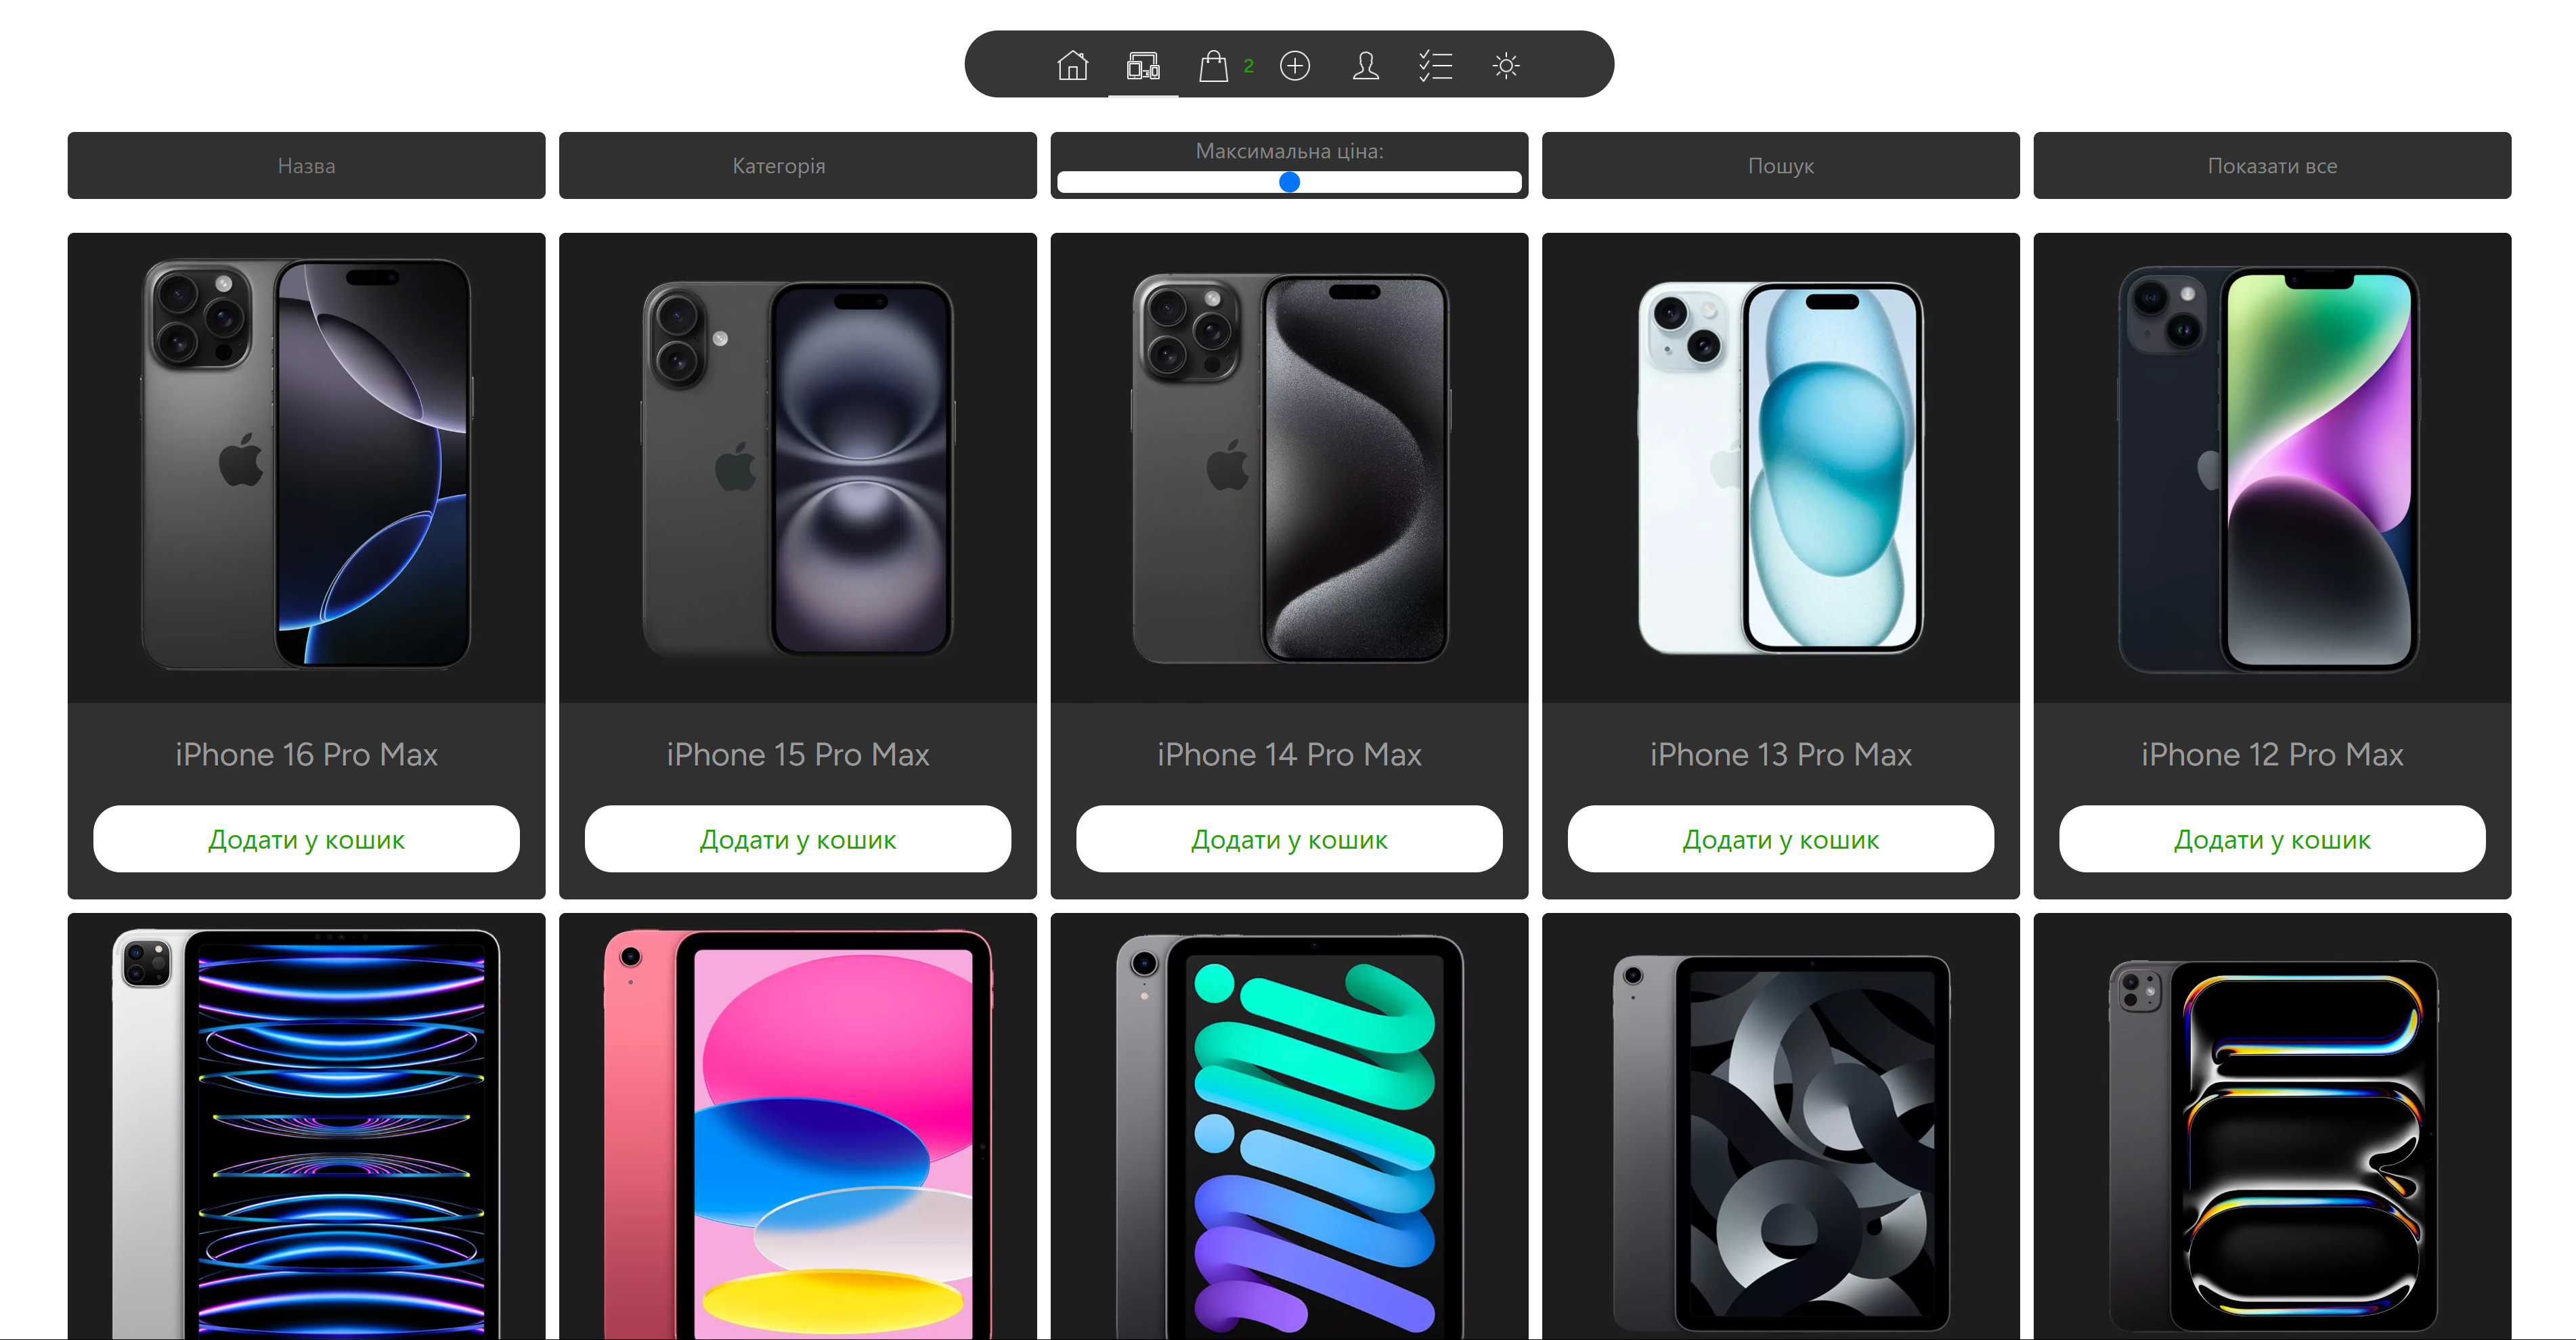 2
Назва
Категорія
Максимальна ціна:
Пошук
Показати все
iPhone 16 Pro Max
iPhone 15 Pro Max
iPhone 14 Pro Max
iPhone 13 Pro Max
iPhone 12 Pro Max
Додати у кошик
Додати у кошик
Додати у кошик
Додати у кошик
Додати у кошик